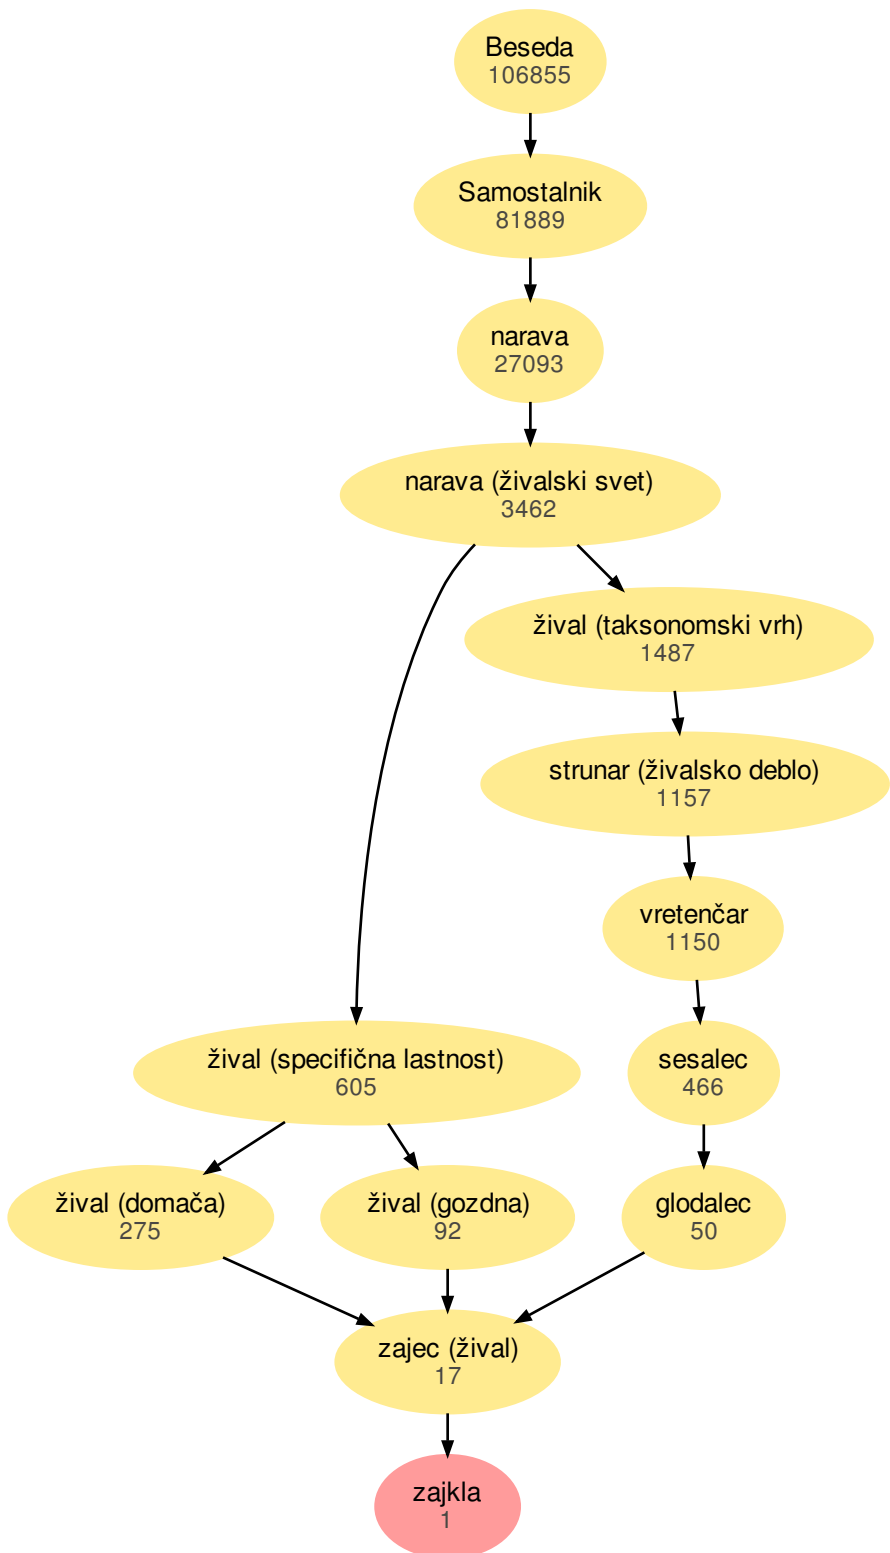 Beseda
106855
Samostalnik
81889
narava
27093
narava (živalski svet)
3462
žival (taksonomski vrh)
1487
strunar (živalsko deblo)
1157
vretenčar
1150
žival (specifična lastnost)
605
sesalec
466
žival (domača)
275
žival (gozdna)
92
glodalec
50
zajec (žival)
17
zajkla
1